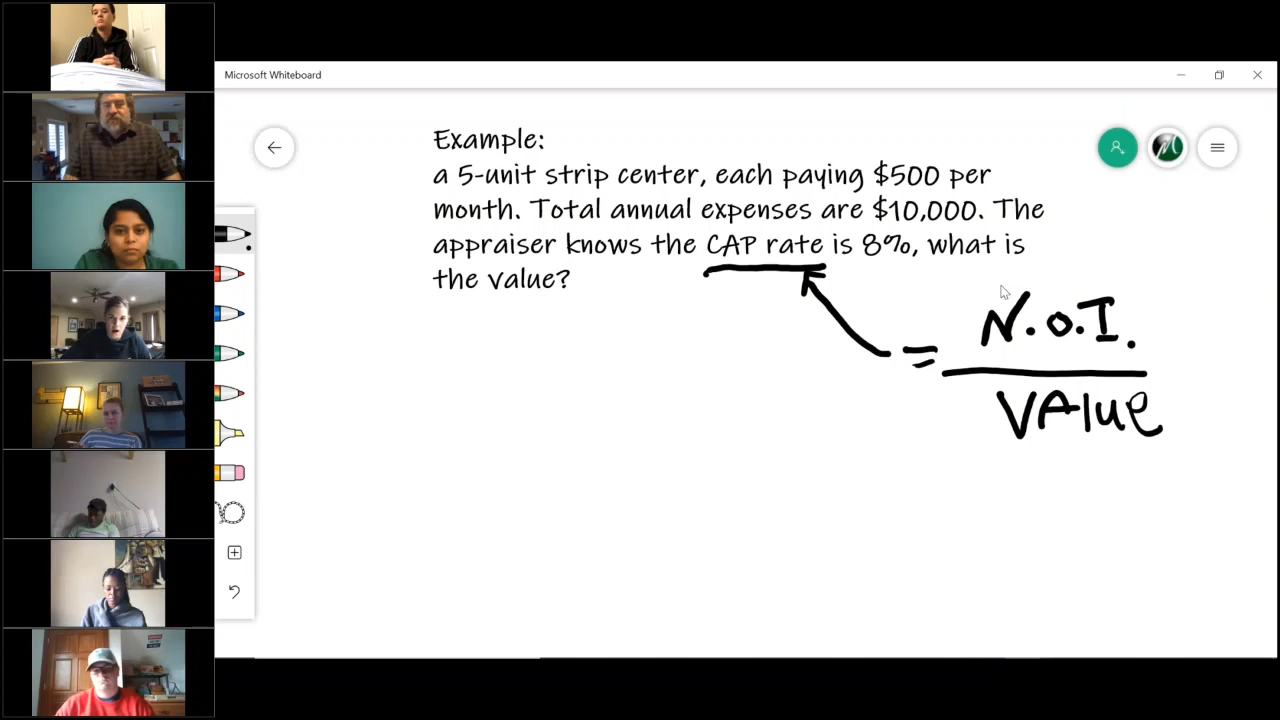 Microsoft Whiteboard
Example:
a 5-unit strip center, each paying $500 per
month. Total annual expenses are $10,000. The
appraiser knows the CAP rate is 8%, what is
the value?
= N.O.I.
VAlue